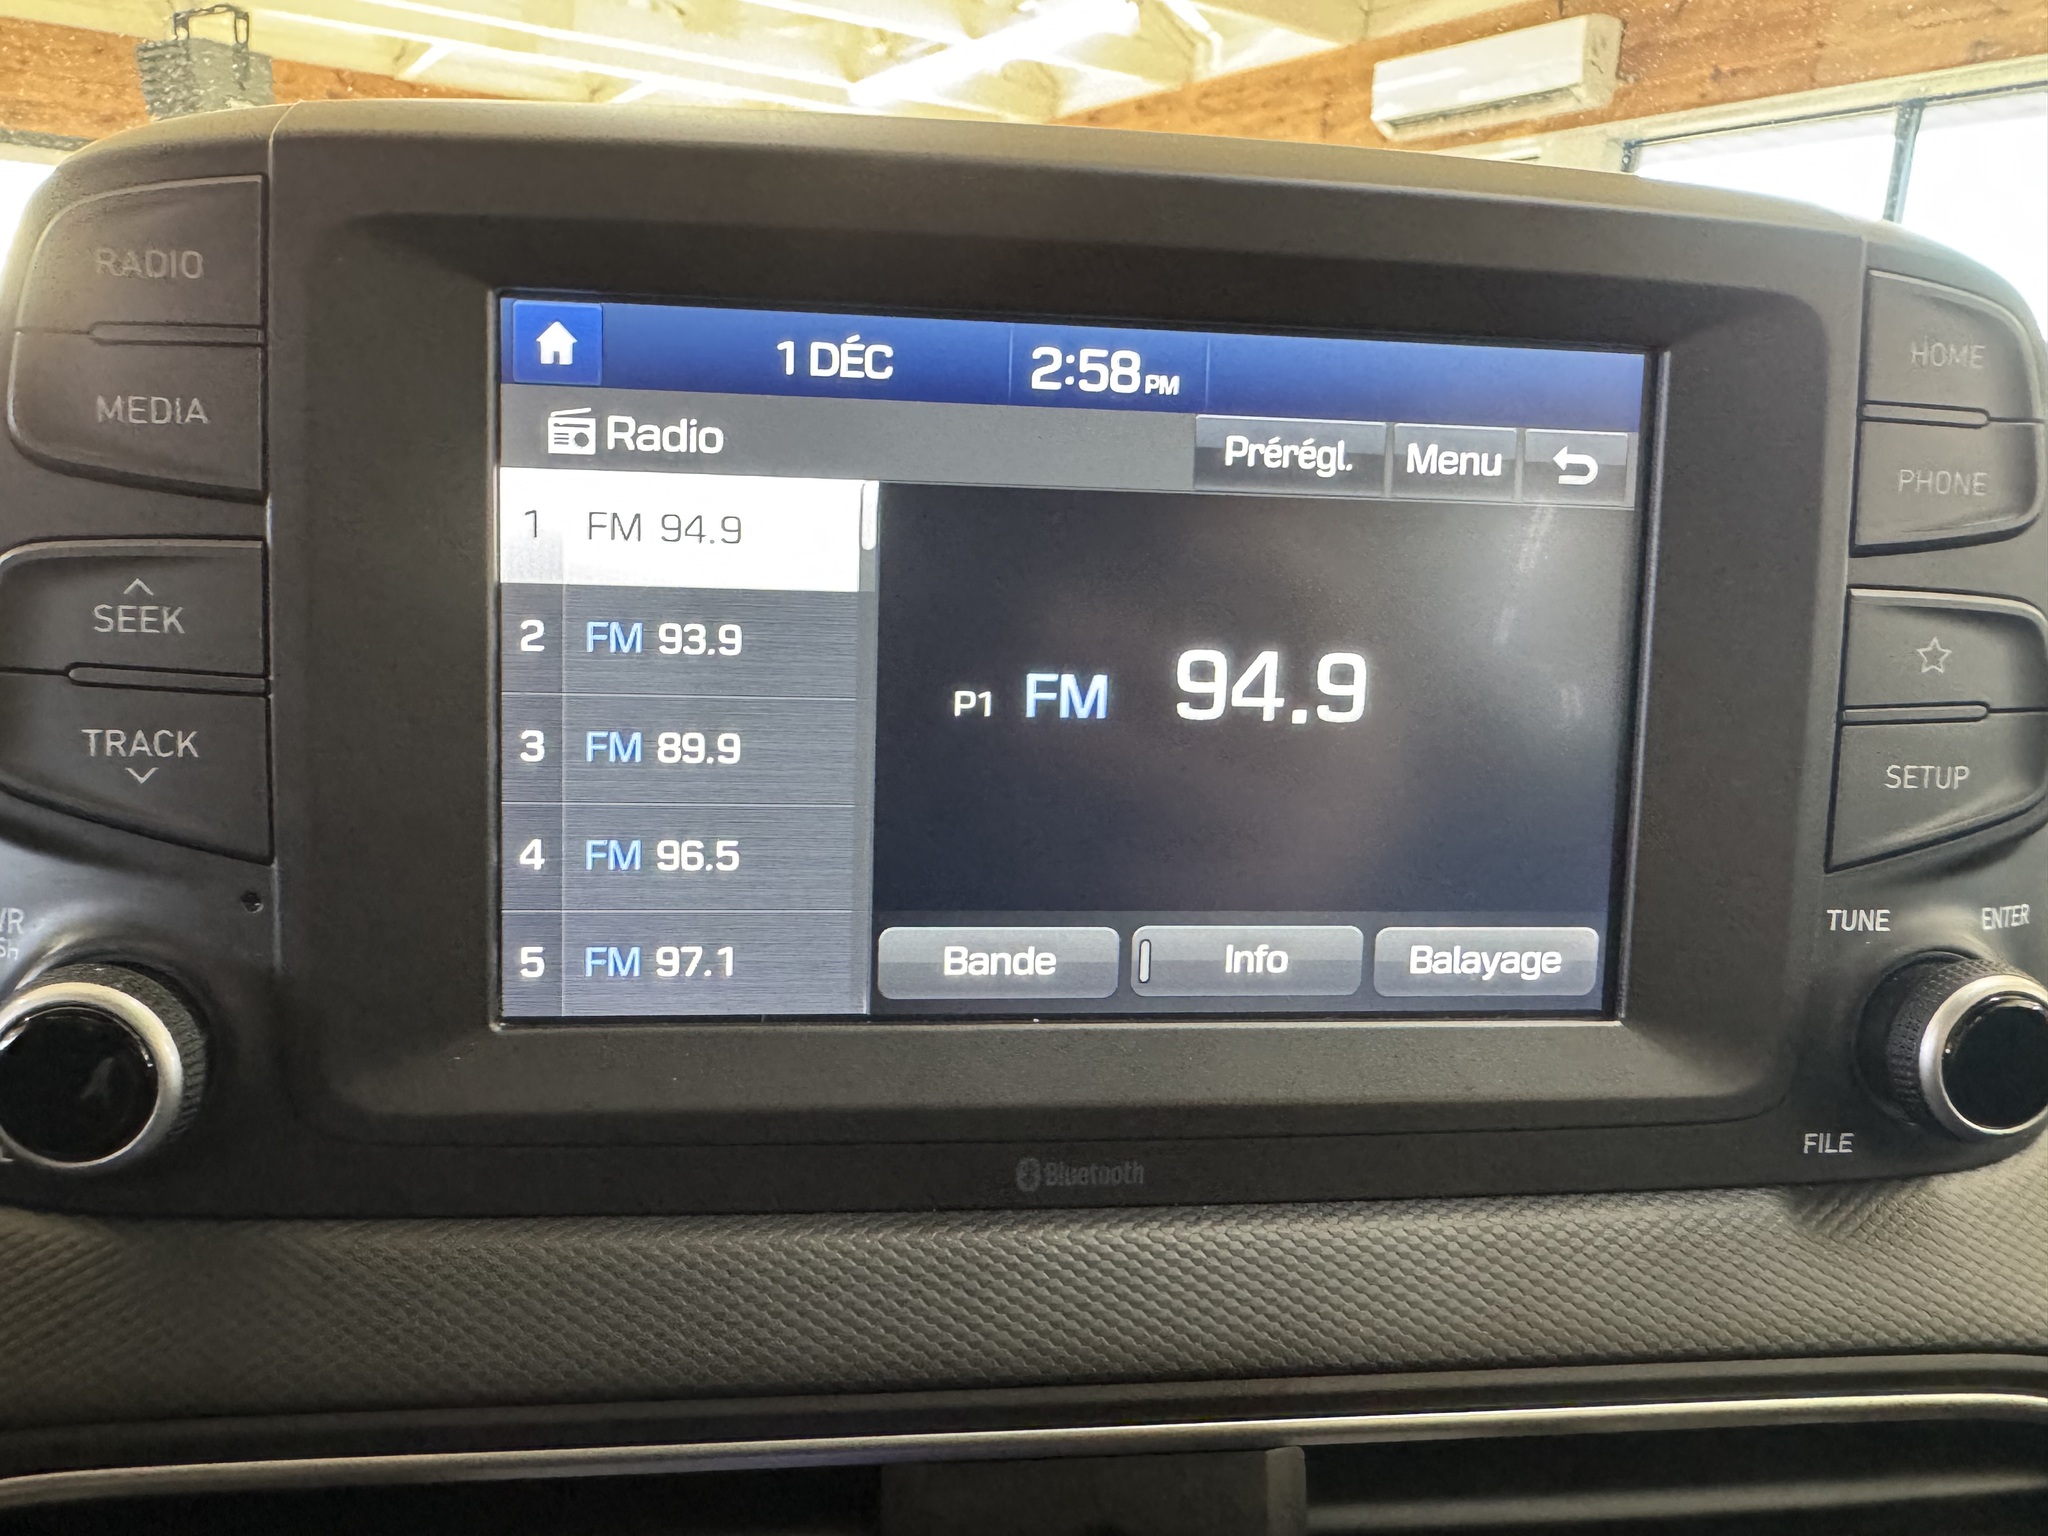 RADIO
MEDIA
SEEK
TRACK
1 DÉC 2:58 PM
Radio Prérégl. Menu
1 FM 94.9
2 FM 93.9
3 FM 89.9
4 FM 96.5
5 FM 97.1
P1 FM 94.9
Bande Info Balayage
HOME
PHONE
SETUP
TUNE ENTER
FILE
Bluetooth